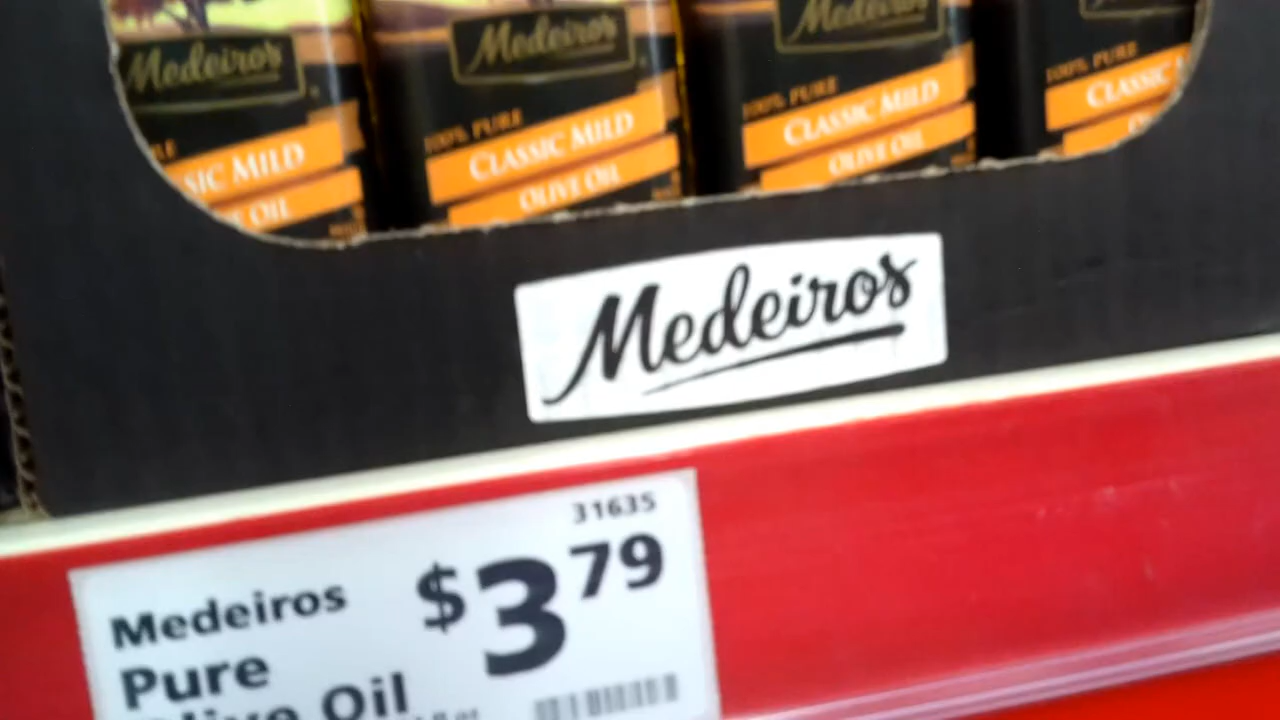 Medeiros
SIC MILD
OIL
Medeiros
100% PURE
CLASSIC MILD
OLIVE OIL
Medeiros
100% PURE
CLASSIC MILD
OLIVE OIL
100% PURE
CLASSIC
Medeiros
31635
$3 79
Medeiros
Pure
Olive Oil